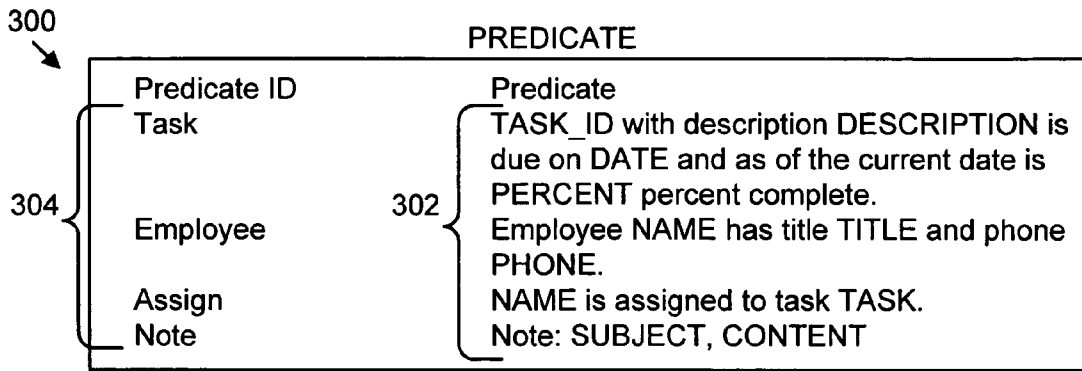 300
PREDICATE
Predicate ID Predicate
Task TASK_ID with description DESCRIPTION is
due on DATE and as of the current date is
PERCENT percent complete.
304 302
Employee Employee NAME has title TITLE and phone
PHONE.
Assign NAME is assigned to task TASK.
Note Note: SUBJECT, CONTENT